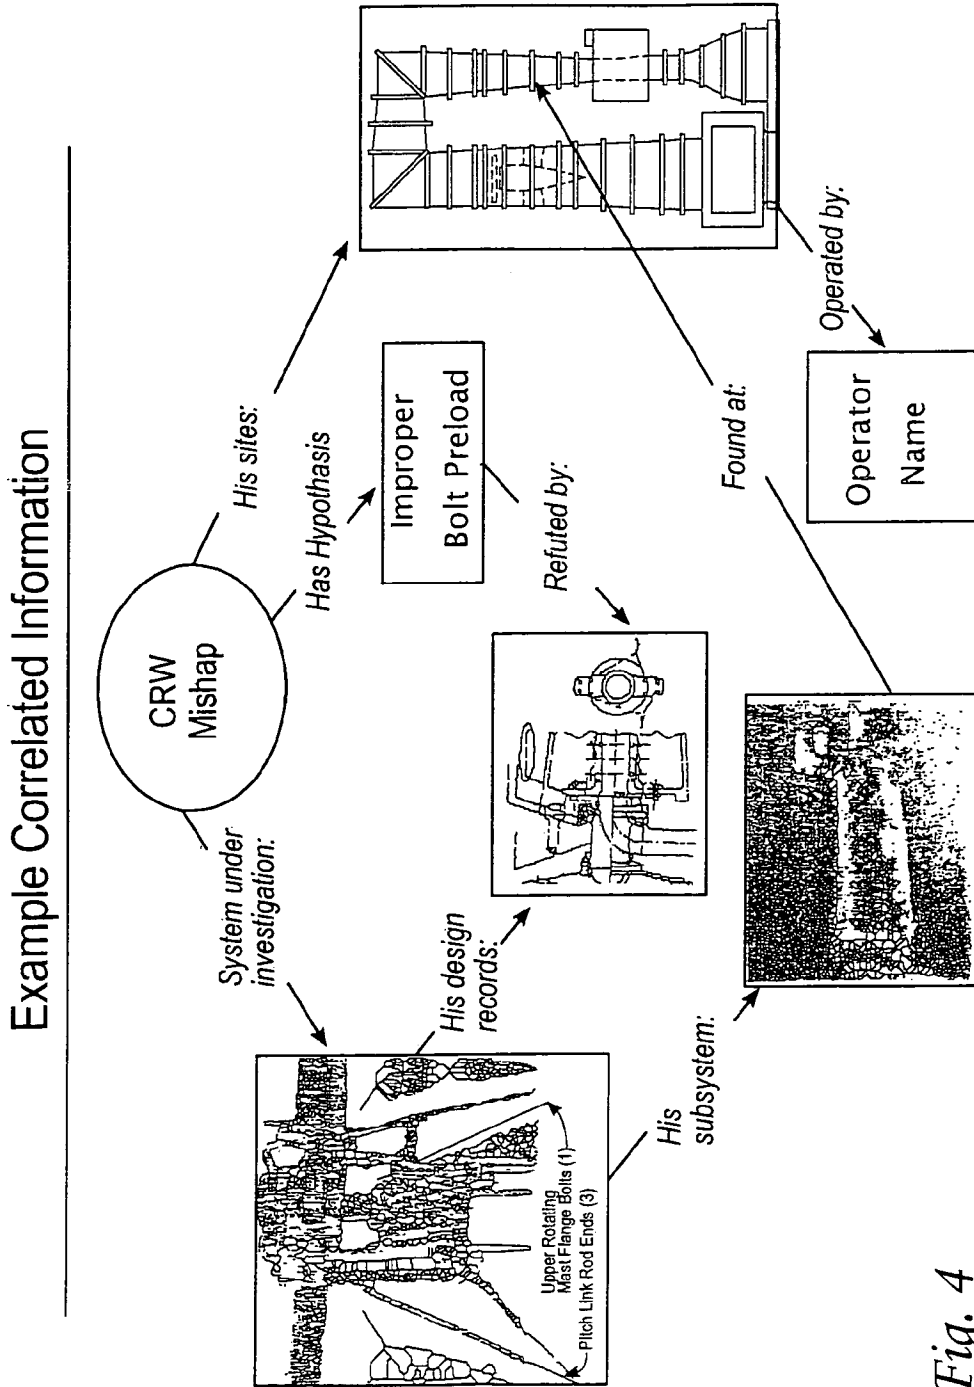 Example Correlated Information
CRW
Mishap
System under
investigation:
Has Hypothasis
His sites:
Improper
Bolt Preload
His design
records:
Refuted by:
Upper Rotating
Mast Flange Bolts (1)
Pitch Link Rod Ends (3)
His
subsystem:
Found at:
Operated by:
Operator
Name
Fig. 4